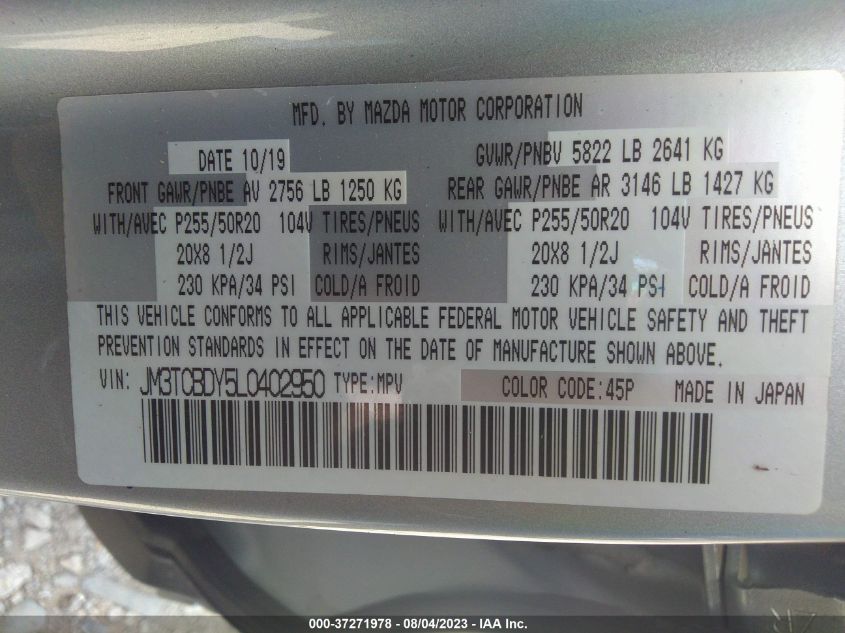 MFD. BY MAZDA MOTOR CORPORATION
DATE 10/19 GVWR/PNBV 5822 LB 2641 KG
FRONT GAWR/PNBE AV 2756 LB 1250 KG REAR GAWR/PNBE AR 3146 LB 1427 KG
WITH/AVEC P255/50R20 104V TIRES/PNEUS WITH/AVEC P255/50R20 104V TIRES/PNEUS
20X8 1/2J RIMS/JANTES 20X8 1/2J RIMS/JANTES
230 KPA/34 PSI COLD/A FROID 230 KPA/34 PSI COLD/A FROID
THIS VEHICLE CONFORMS TO ALL APPLICABLE FEDERAL MOTOR VEHICLE SAFETY AND THEFT
PREVENTION STANDARDS IN EFFECT ON THE DATE OF MANUFACTURE SHOWN ABOVE.
VIN: JM3TCBDY5L0402950 TYPE:MPV COLOR CODE:45P MADE IN JAPAN
000-37271978 - 08/04/2023 - IAA Inc.